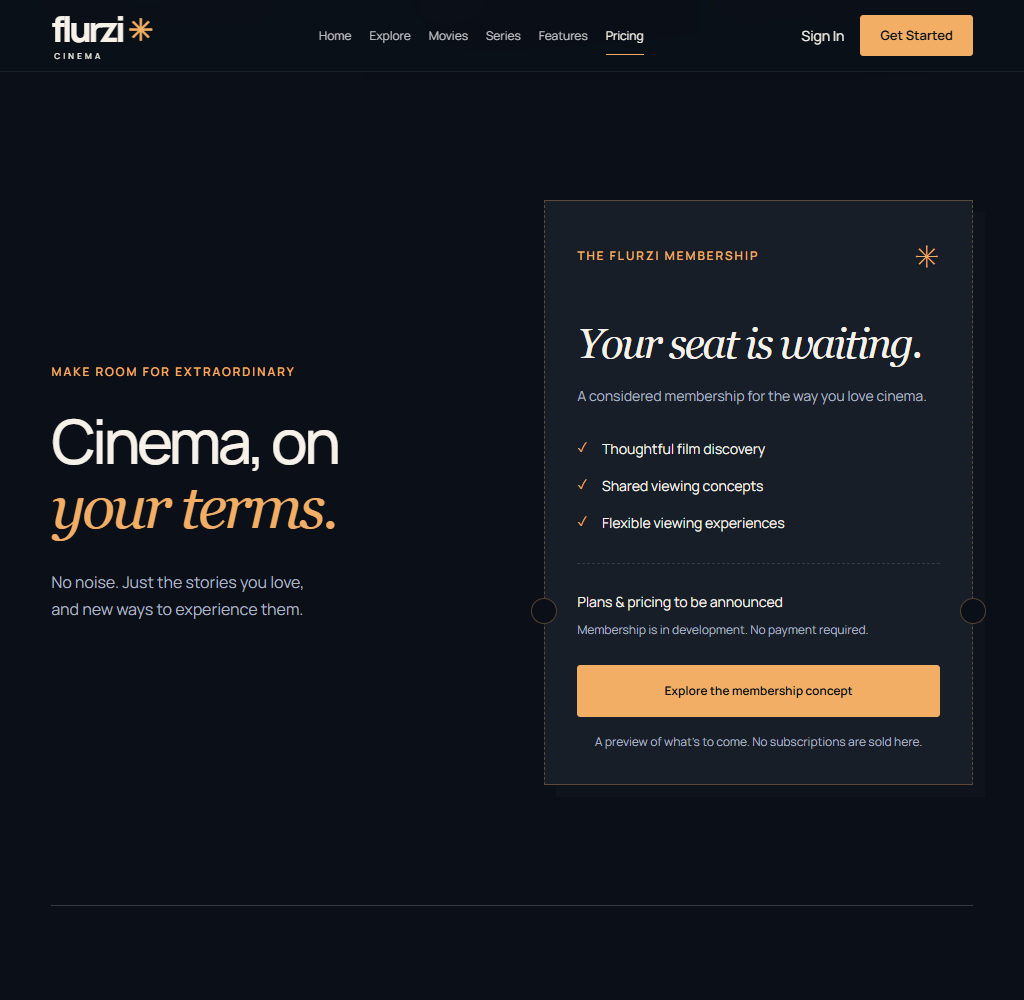 flurzi
CINEMA
Home Explore Movies Series Features Pricing
Sign In Get Started
MAKE ROOM FOR EXTRAORDINARY
Cinema, on
your terms.
No noise. Just the stories you love,
and new ways to experience them.
THE FLURZI MEMBERSHIP
Your seat is waiting.
A considered membership for the way you love cinema.
✓ Thoughtful film discovery
✓ Shared viewing concepts
✓ Flexible viewing experiences
Plans & pricing to be announced
Membership is in development. No payment required.
Explore the membership concept
A preview of what's to come. No subscriptions are sold here.